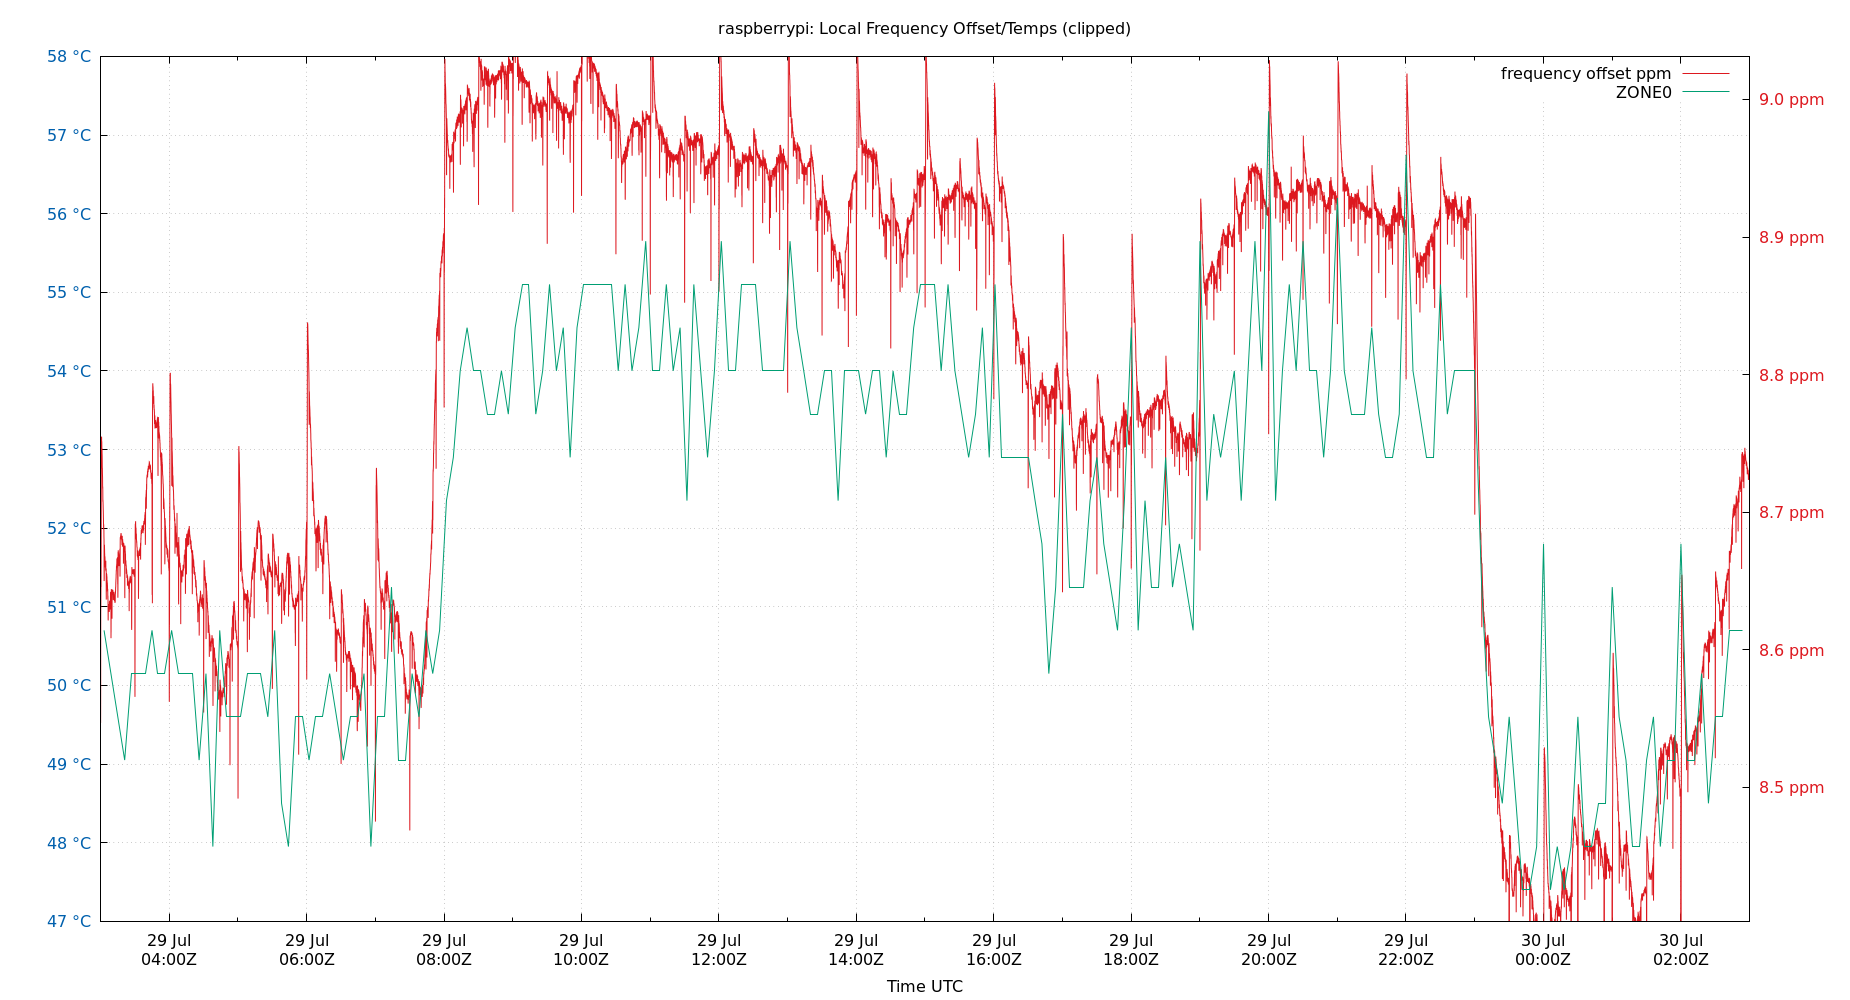 raspberrypi: Local Frequency Offset/Temps (clipped)
frequency offset ppm
ZONE0
58 °C
57 °C
56 °C
55 °C
54 °C
53 °C
52 °C
51 °C
50 °C
49 °C
48 °C
47 °C
9.0 ppm
8.9 ppm
8.8 ppm
8.7 ppm
8.6 ppm
8.5 ppm
29 Jul 29 Jul 29 Jul 29 Jul 29 Jul 29 Jul 29 Jul 29 Jul 29 Jul 29 Jul 30 Jul 30 Jul
04:00Z 06:00Z 08:00Z 10:00Z 12:00Z 14:00Z 16:00Z 18:00Z 20:00Z 22:00Z 00:00Z 02:00Z
Time UTC